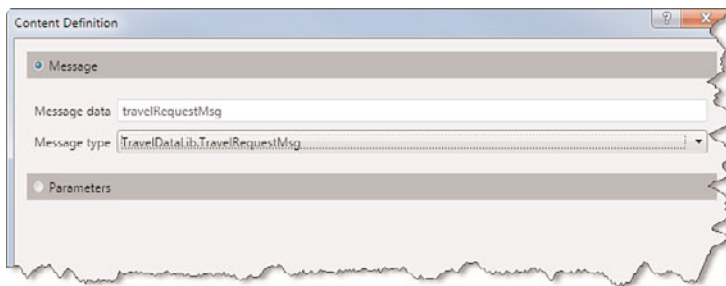 Content Definition
Message
Message data travelRequestMsg
Message type TravelDataLib.TravelRequestMsg
Parameters